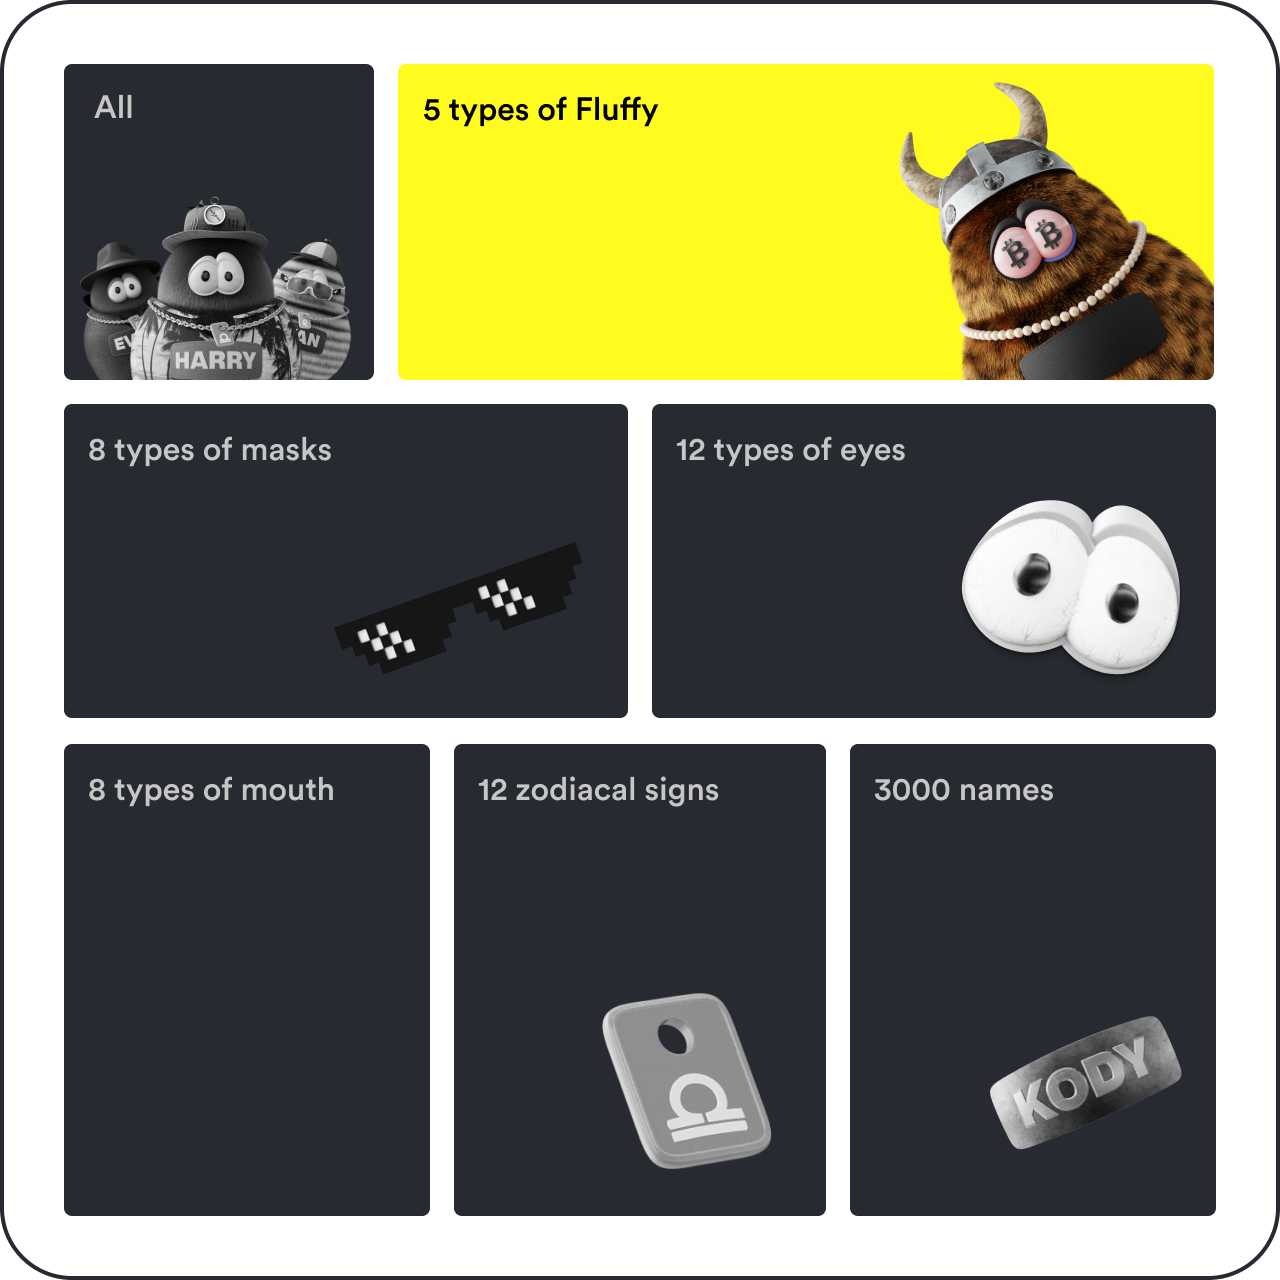 All
5 types of Fluffy
HARRY
8 types of masks
12 types of eyes
8 types of mouth
12 zodiacal signs
3000 names
KODY